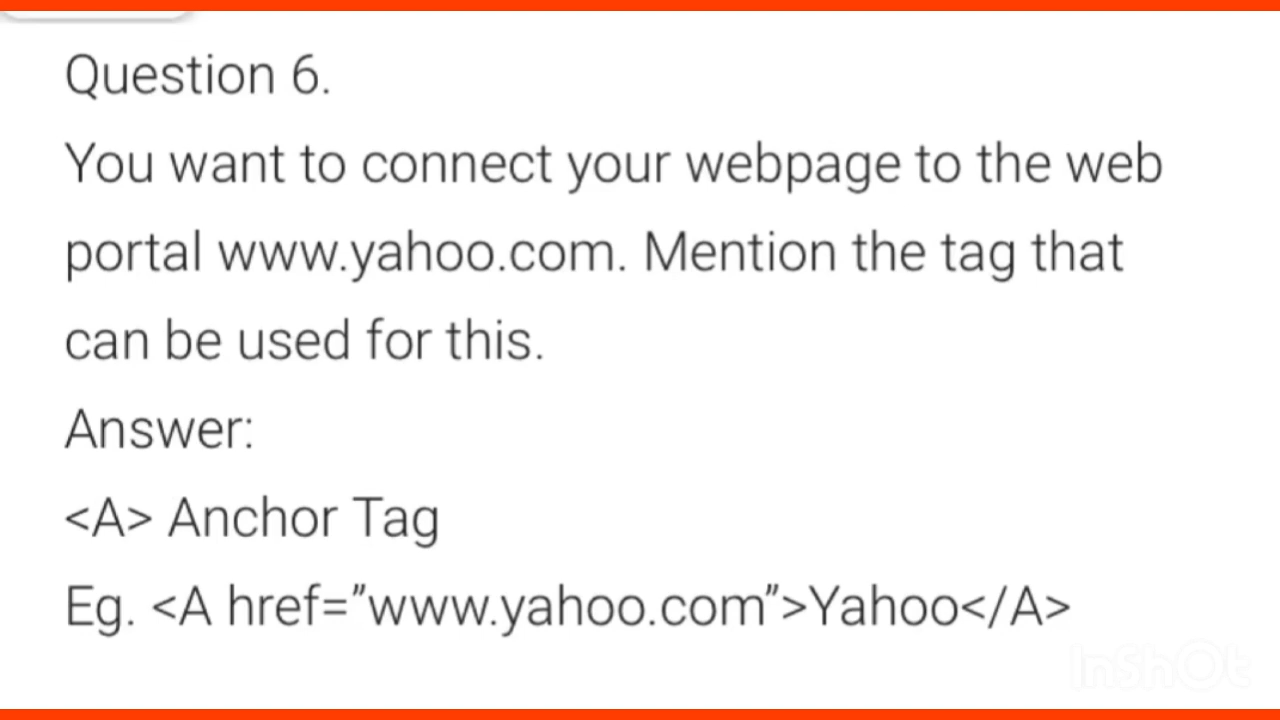 Question 6.
You want to connect your webpage to the web
portal www.yahoo.com. Mention the tag that
can be used for this.
Answer:
<A> Anchor Tag
Eg. <A href=”www.yahoo.com”>Yahoo</A>
InShOt